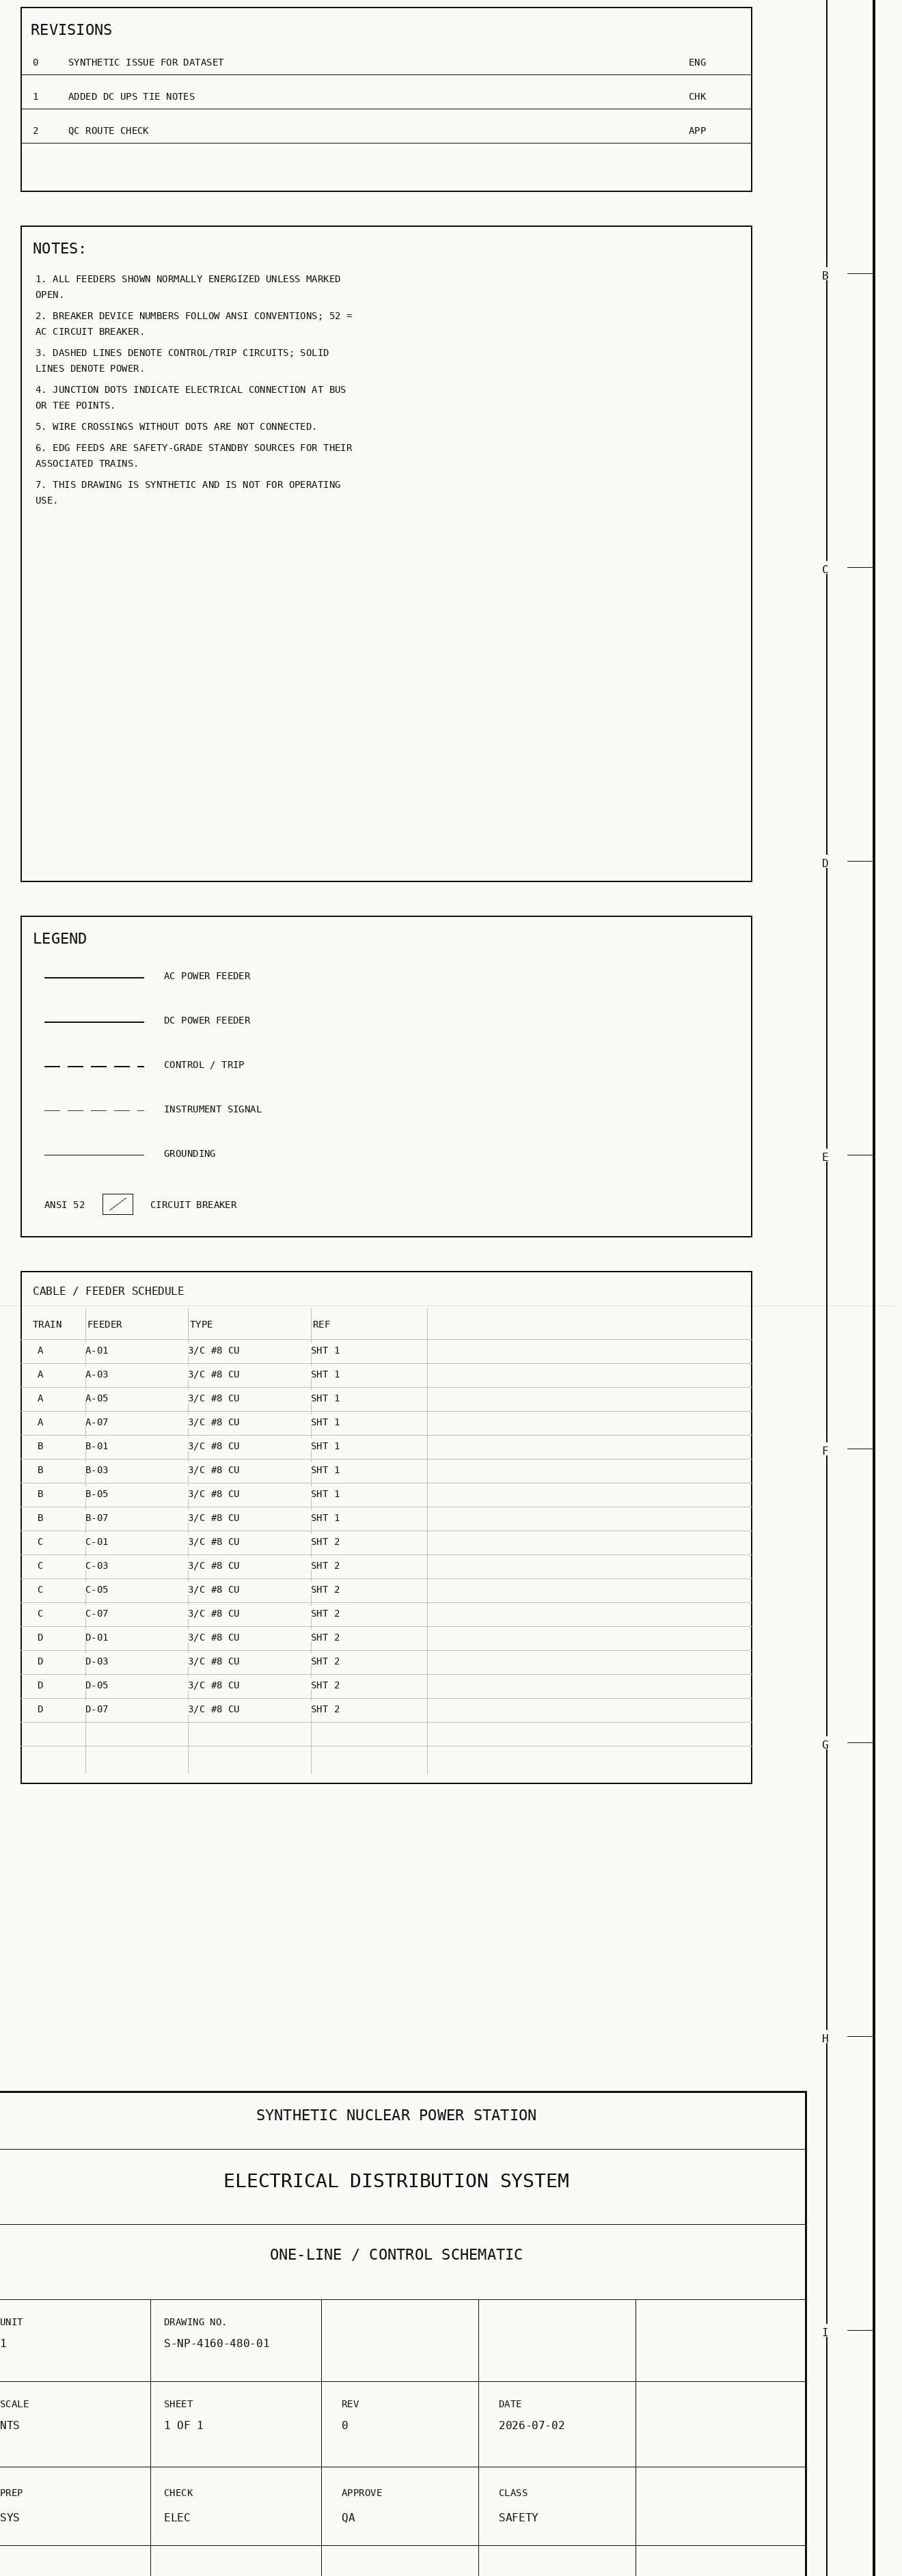 REVISIONS
0 SYNTHETIC ISSUE FOR DATASET ENG
1 ADDED DC UPS TIE NOTES CHK
2 QC ROUTE CHECK APP
NOTES:
1. ALL FEEDERS SHOWN NORMALLY ENERGIZED UNLESS MARKED
OPEN.
2. BREAKER DEVICE NUMBERS FOLLOW ANSI CONVENTIONS; 52 =
AC CIRCUIT BREAKER.
3. DASHED LINES DENOTE CONTROL/TRIP CIRCUITS; SOLID
LINES DENOTE POWER.
4. JUNCTION DOTS INDICATE ELECTRICAL CONNECTION AT BUS
OR TEE POINTS.
5. WIRE CROSSINGS WITHOUT DOTS ARE NOT CONNECTED.
6. EDG FEEDS ARE SAFETY-GRADE STANDBY SOURCES FOR THEIR
ASSOCIATED TRAINS.
7. THIS DRAWING IS SYNTHETIC AND IS NOT FOR OPERATING
USE.
LEGEND
AC POWER FEEDER
DC POWER FEEDER
CONTROL / TRIP
INSTRUMENT SIGNAL
GROUNDING
ANSI 52 CIRCUIT BREAKER
CABLE / FEEDER SCHEDULE
TRAIN FEEDER TYPE REF
A A-01 3/C #8 CU SHT 1
A A-03 3/C #8 CU SHT 1
A A-05 3/C #8 CU SHT 1
A A-07 3/C #8 CU SHT 1
B B-01 3/C #8 CU SHT 1
B B-03 3/C #8 CU SHT 1
B B-05 3/C #8 CU SHT 1
B B-07 3/C #8 CU SHT 1
C C-01 3/C #8 CU SHT 2
C C-03 3/C #8 CU SHT 2
C C-05 3/C #8 CU SHT 2
C C-07 3/C #8 CU SHT 2
D D-01 3/C #8 CU SHT 2
D D-03 3/C #8 CU SHT 2
D D-05 3/C #8 CU SHT 2
D D-07 3/C #8 CU SHT 2
SYNTHETIC NUCLEAR POWER STATION
ELECTRICAL DISTRIBUTION SYSTEM
ONE-LINE / CONTROL SCHEMATIC
UNIT DRAWING NO.
1 S-NP-4160-480-01
SCALE SHEET REV DATE
NTS 1 OF 1 0 2026-07-02
PREP CHECK APPROVE CLASS
SYS ELEC QA SAFETY
B
C
D
E
F
G
H
I